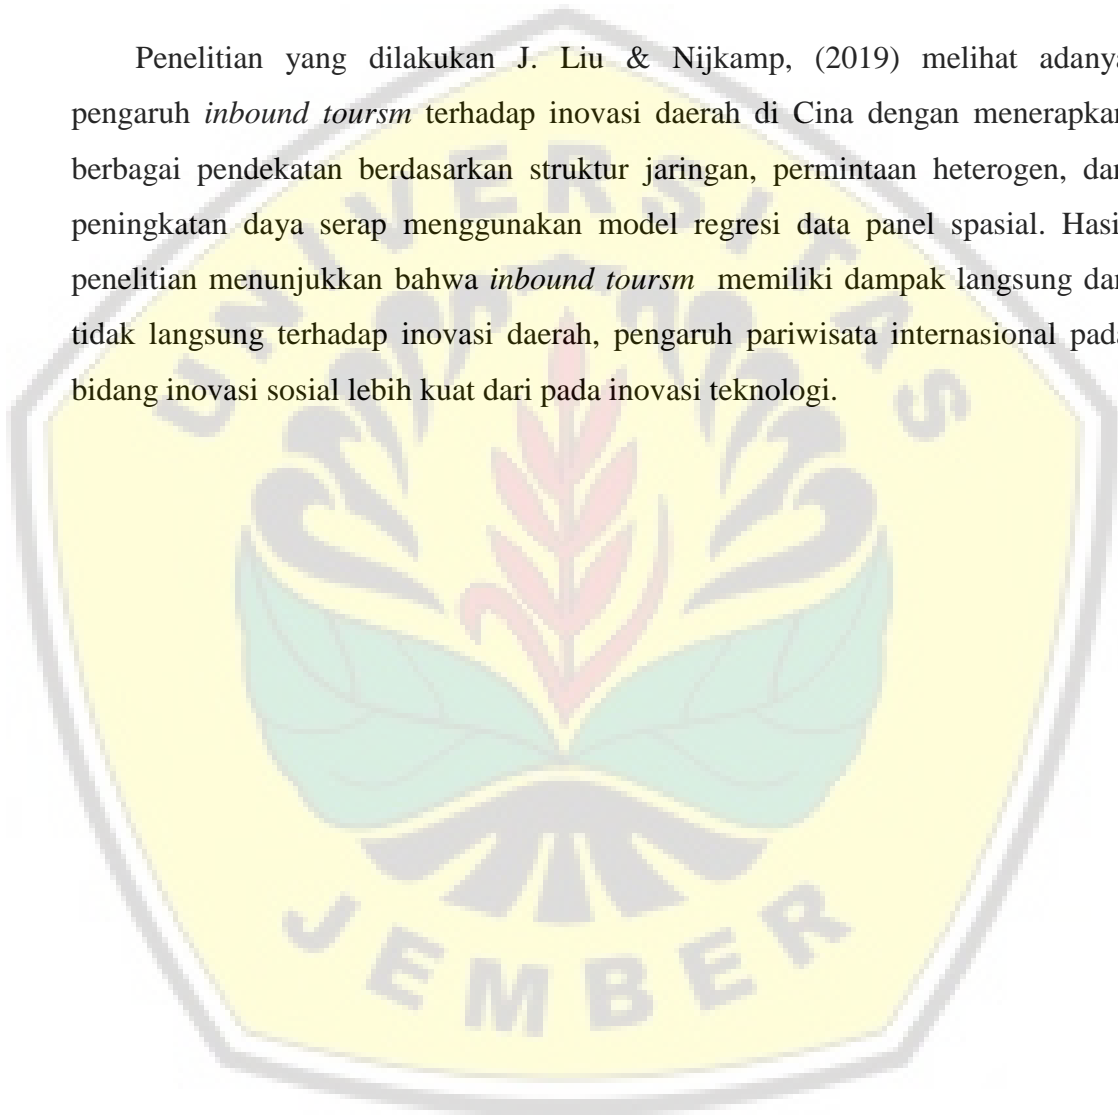 Penelitian yang dilakukan J. Liu & Nijkamp, (2019) melihat adanya
pengaruh inbound toursm terhadap inovasi daerah di Cina dengan menerapkan
berbagai pendekatan berdasarkan struktur jaringan, permintaan heterogen, dan
peningkatan daya serap menggunakan model regresi data panel spasial. Hasil
penelitian menunjukkan bahwa inbound toursm memiliki dampak langsung dan
tidak langsung terhadap inovasi daerah, pengaruh pariwisata internasional pada
bidang inovasi sosial lebih kuat dari pada inovasi teknologi.
UNIVERSITAS
JEMBER